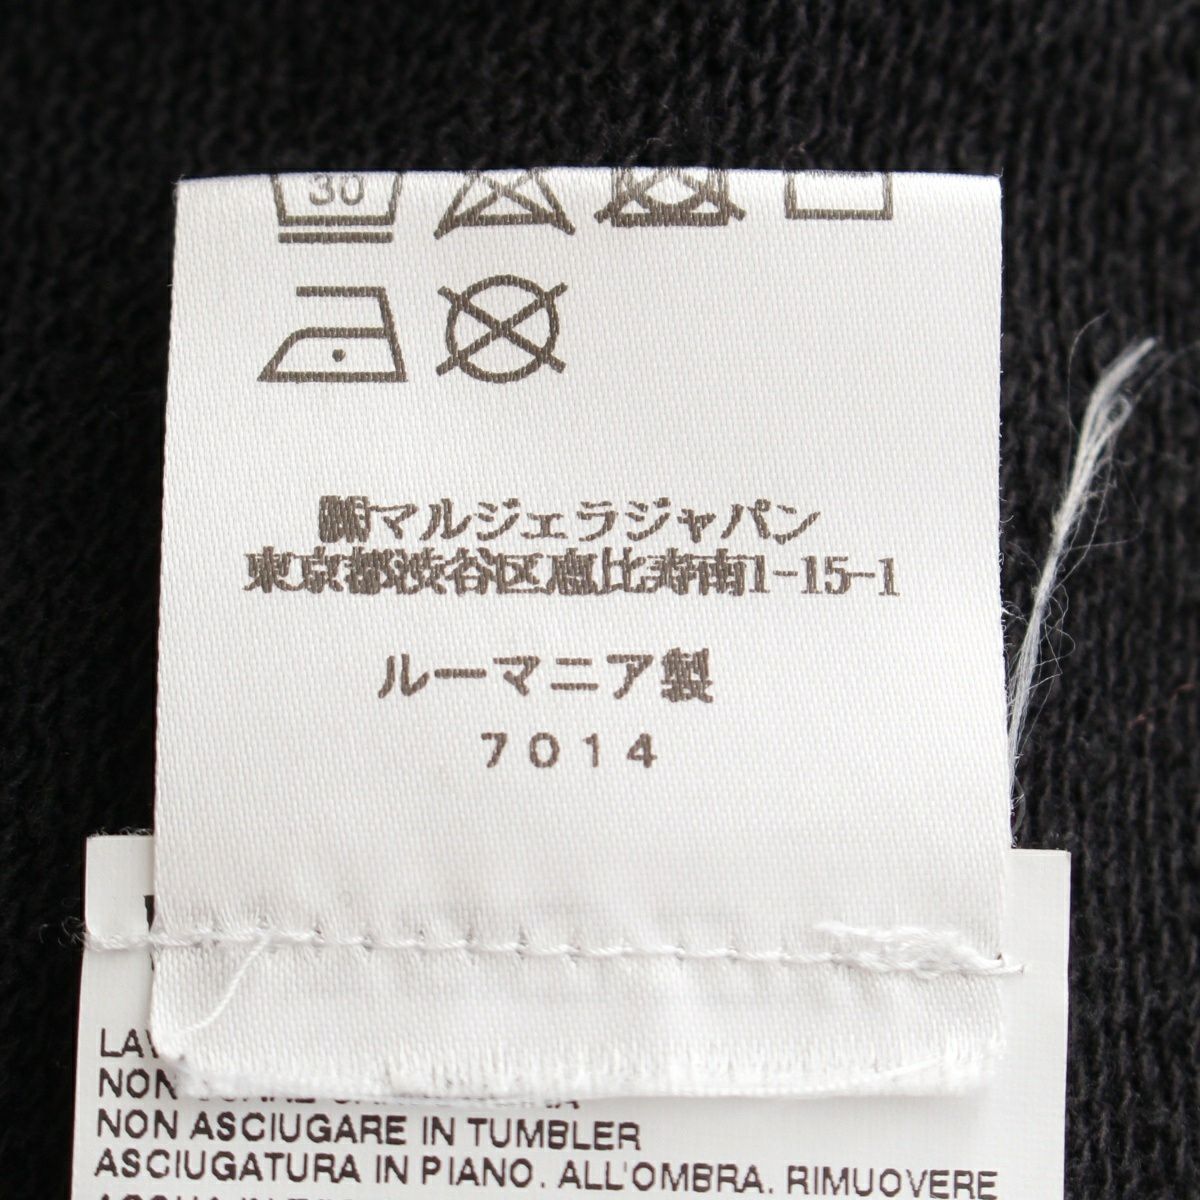 30
㈱マルジェラジャパン
東京都渋谷区恵比寿南1-15-1
ルーマニア製
7014
NON
NON ASCIUGARE IN TUMBLER
ASCIUGATURA IN PIANO. ALL'OMBRA. RIMUOVERE